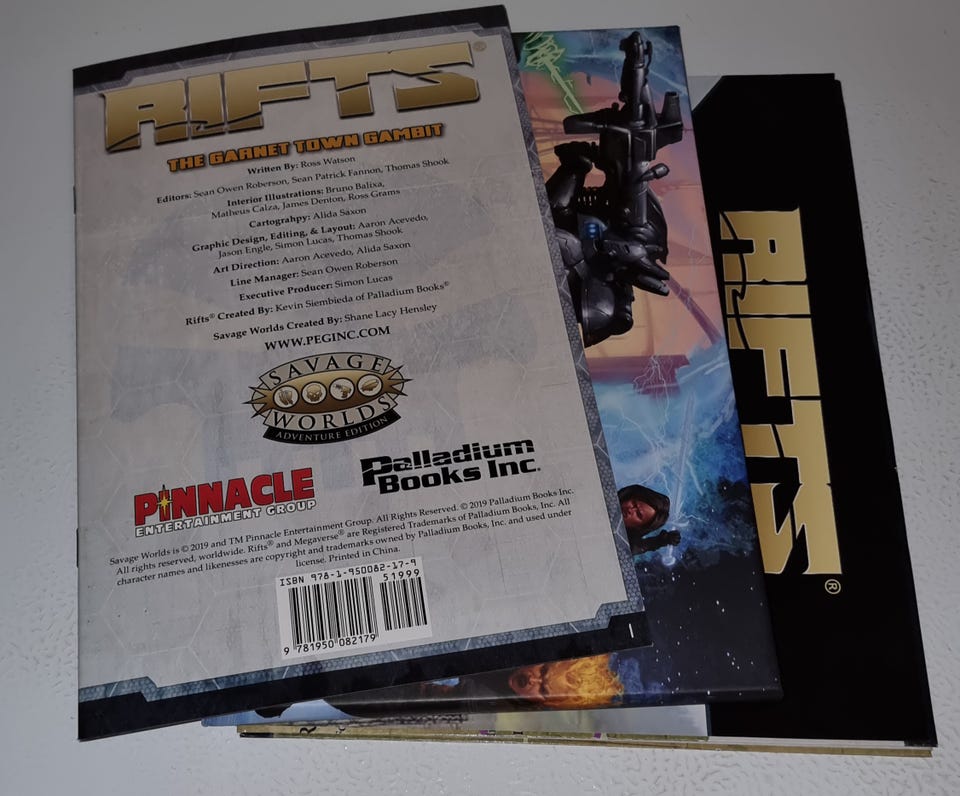 RIFTS®
THE GARNET TOWN GAMBIT
Written By: Ross Watson
Editors: Sean Owen Roberson, Sean Patrick Fannon, Thomas Shook
Interior Illustrations: Bruno Balixa,
Matheus Calza, James Denton, Ross Grams
Cartograpghy: Alida Saxon
Graphic Design, Editing, & Layout: Aaron Acevedo,
Jason Engle, Simon Lucas, Thomas Shook
Art Direction: Aaron Acevedo, Alida Saxon
Line Manager: Sean Owen Roberson
Executive Producer: Simon Lucas
Rifts® Created By: Kevin Siembieda of Palladium Books®
Savage Worlds Created By: Shane Lacy Hensley
WWW.PEGINC.COM
SAVAGE
WORLDS
ADVENTURE EDITION
PINNACLE
ENTERTAINMENT GROUP
Palladium
Books Inc.
Savage Worlds is © 2019 and TM Pinnacle Entertainment Group. All Rights Reserved. © 2019 Palladium Books Inc.
All rights reserved, worldwide. Rifts® and Megaverse® are Registered Trademarks of Palladium Books, Inc. All
character names and likenesses are copyright and trademarks owned by Palladium Books, Inc. and used under
license. Printed in China.
ISBN 978-1-950082-17-9
51999
9 781950 082179
RIFTS®